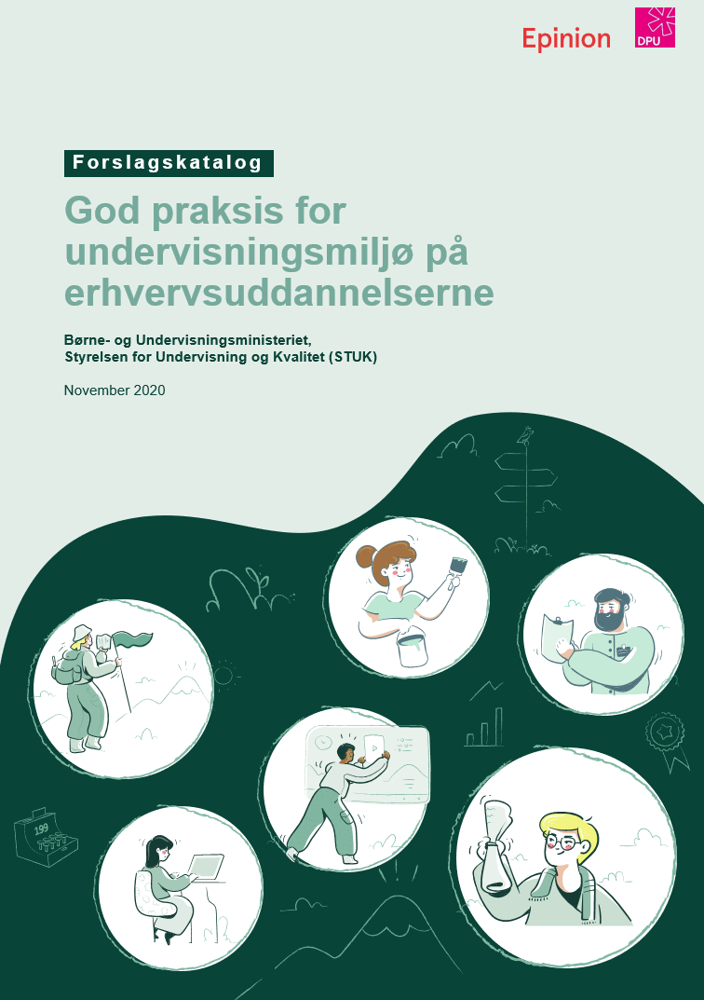 Epinion
DPU
Forslagskatalog
God praksis for
undervisningsmiljø på
erhvervsuddannelserne
Børne- og Undervisningsministeriet,
Styrelsen for Undervisning og Kvalitet (STUK)
November 2020
199